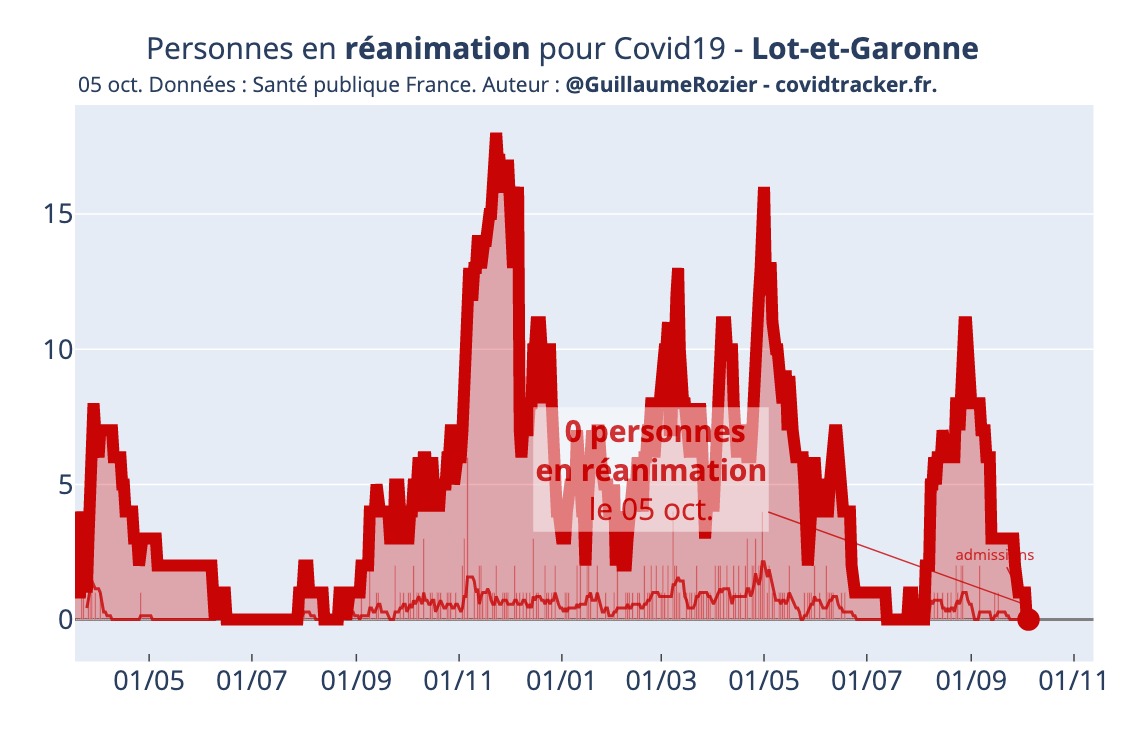 Personnes en réanimation pour Covid19 - Lot-et-Garonne
05 oct. Données : Santé publique France. Auteur : @GuillaumeRozier - covidtracker.fr.
15
10
5
0
0 personnes
en réanimation
le 05 oct.
admissions
01/05 01/07 01/09 01/11 01/01 01/03 01/05 01/07 01/09 01/11